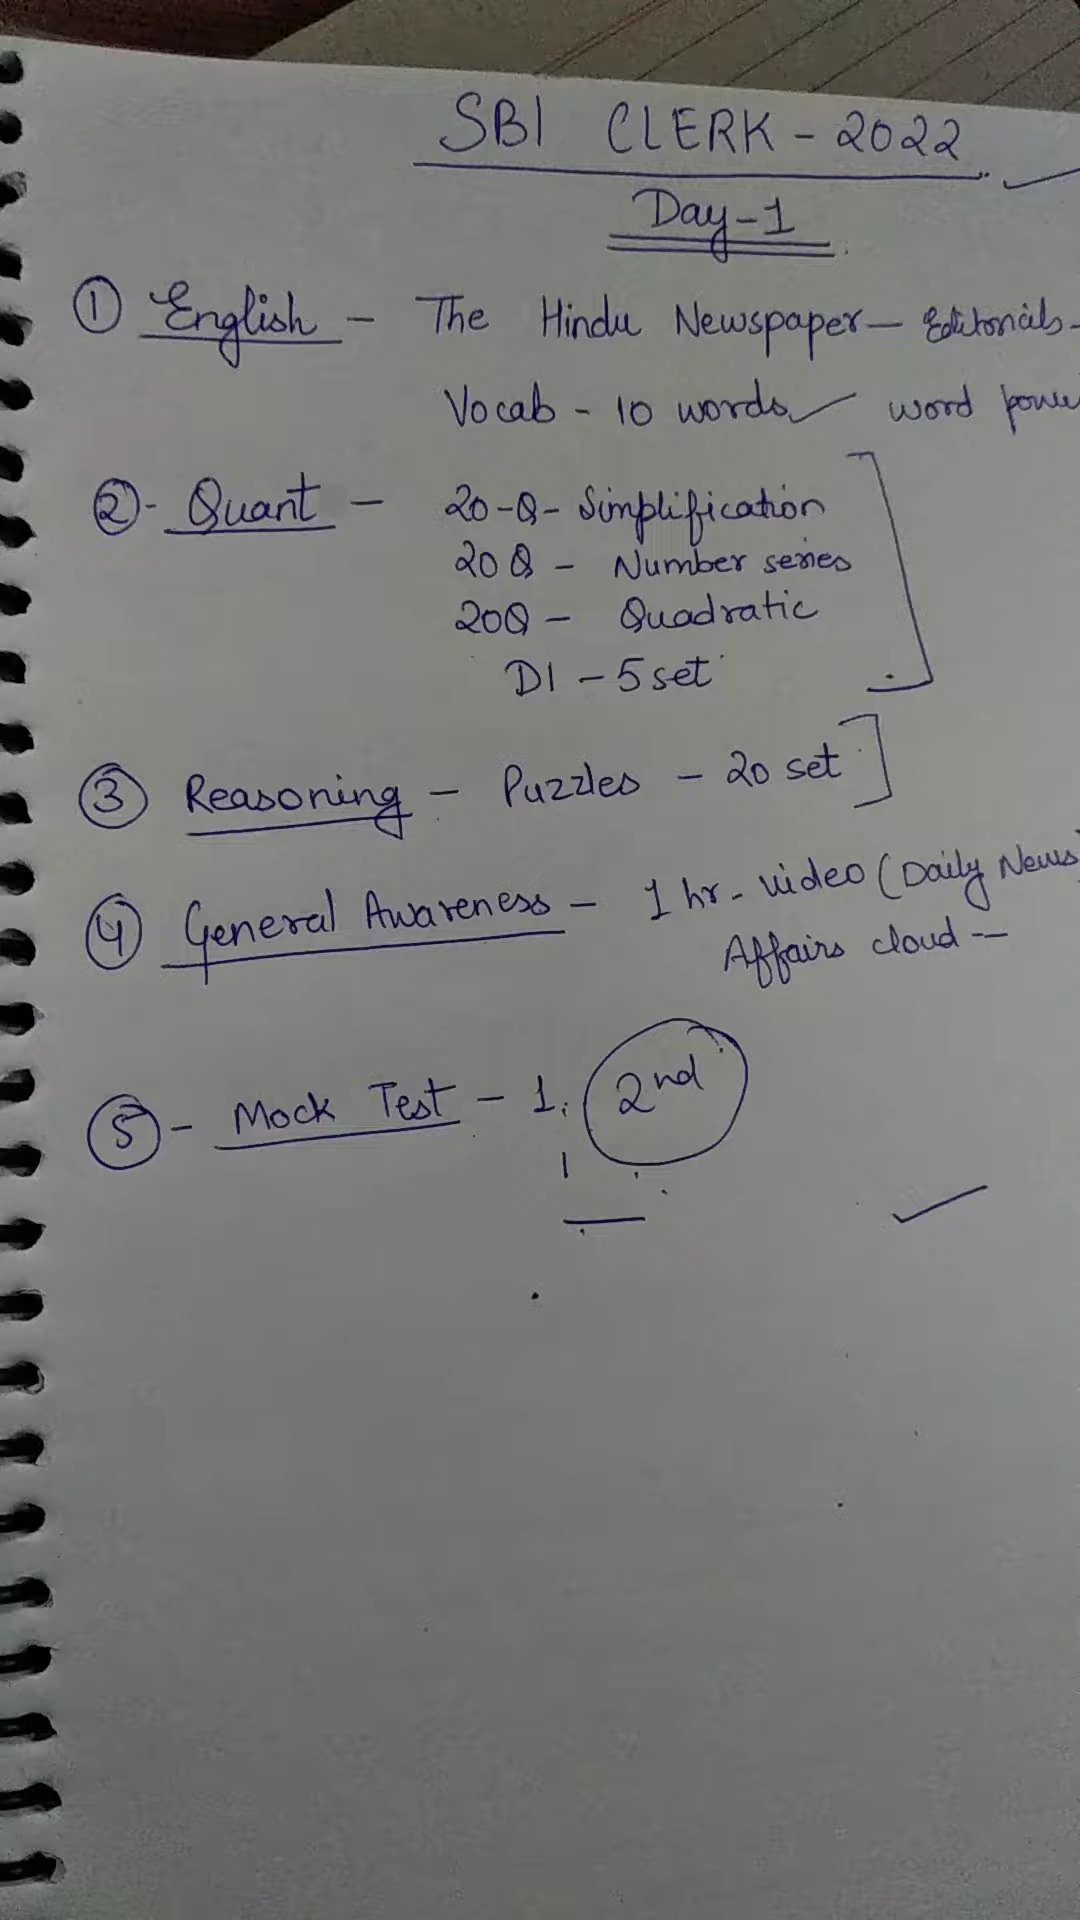 SBI CLERK - 2022
Day-1
① English - The Hindu Newspaper - Editorials -
Vocab - 10 words ✓ word
②- Quant - 20-Q- Simplification
20Q - Number series
20Q - Quadratic
DI - 5 set
③ Reasoning - Puzzles - 20 set
④ General Awareness - 1 hr - video (Daily News)
Affairs cloud -
⑤ - Mock Test - 1. 2nd